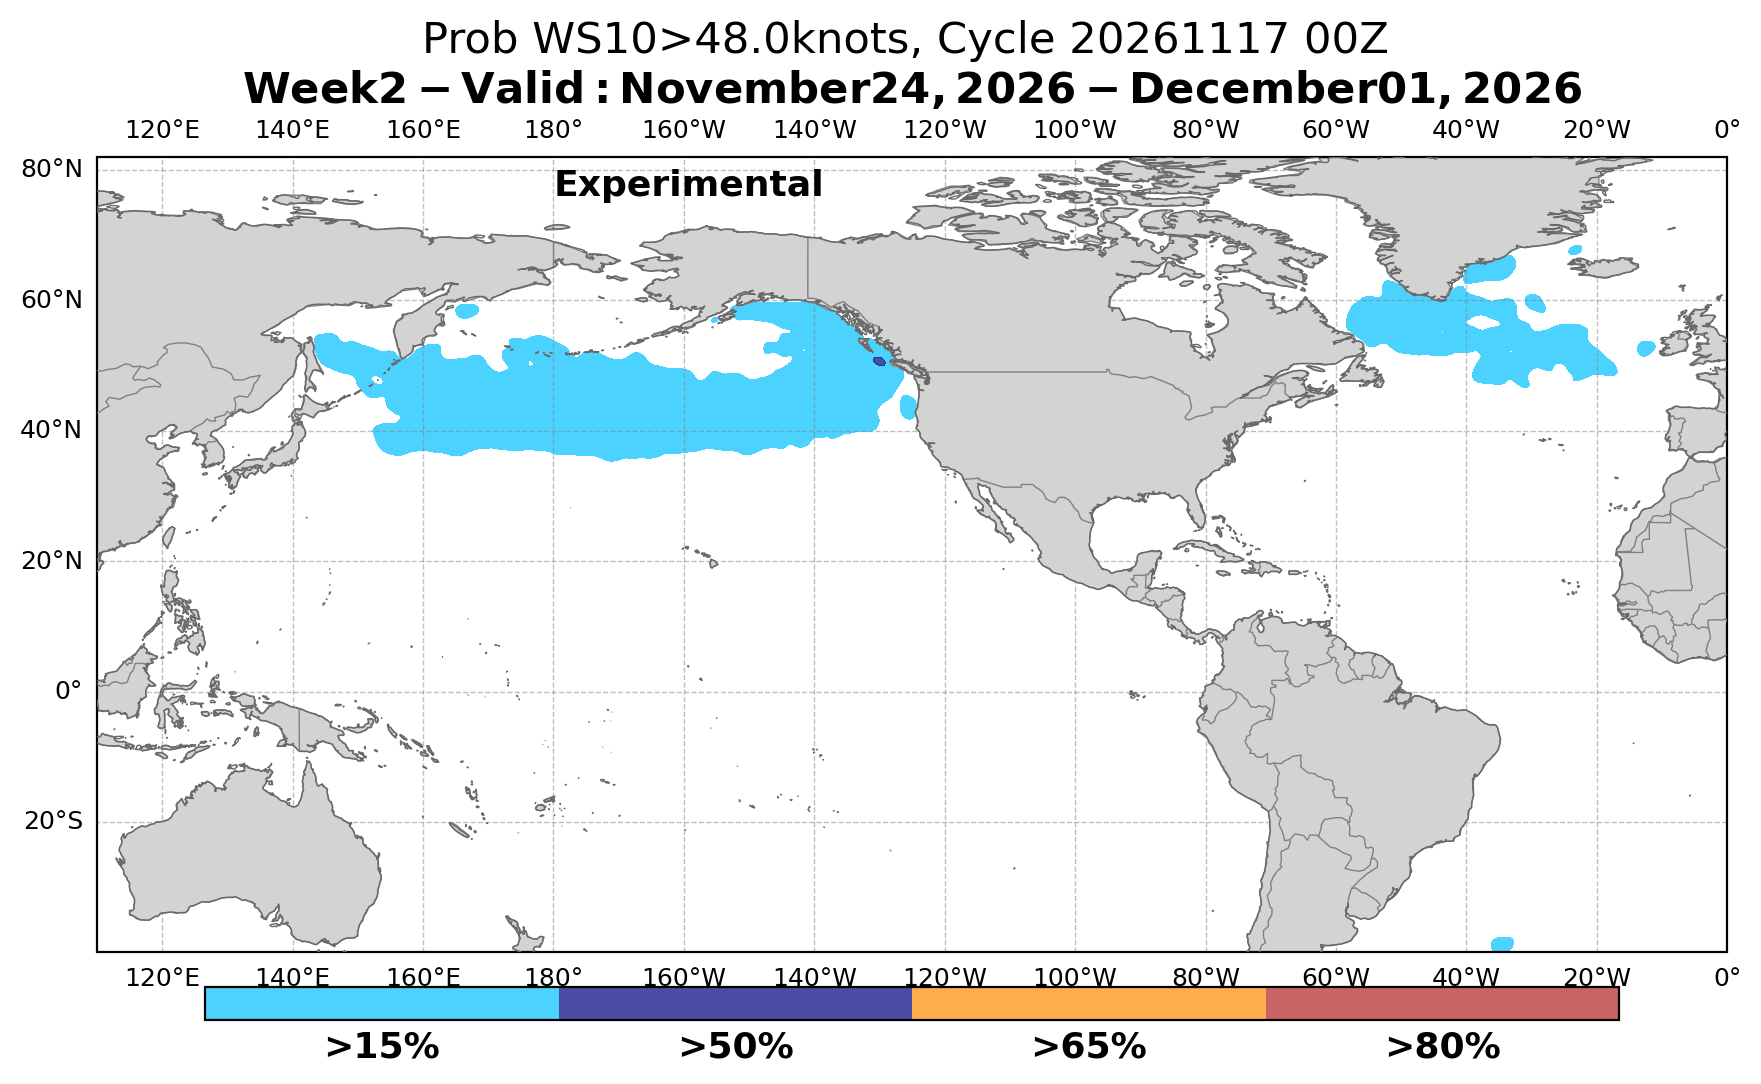 Prob WS10>48.0knots, Cycle 20261117 00Z
Week2 − Valid : November24, 2026 − December01, 2026
120°E 140°E 160°E 180° 160°W 140°W 120°W 100°W 80°W 60°W 40°W 20°W 0°
80°N
Experimental
60°N
40°N
20°N
0°
20°S
120°E 140°E 160°E 180° 160°W 140°W 120°W 100°W 80°W 60°W 40°W 20°W 0°
>15% >50% >65% >80%